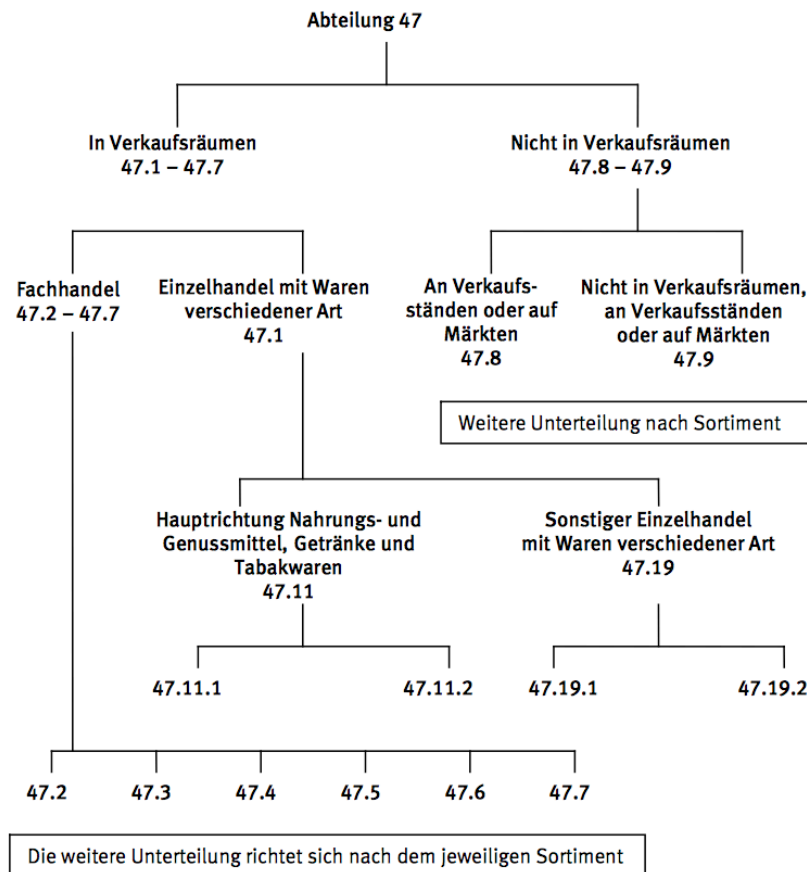 Abteilung 47
In Verkaufsräumen
47.1 – 47.7
Nicht in Verkaufsräumen
47.8 – 47.9
Fachhandel
47.2 – 47.7
Einzelhandel mit Waren
verschiedener Art
47.1
An Verkaufs-
ständen oder auf
Märkten
47.8
Nicht in Verkaufsräumen,
an Verkaufsständen
oder auf Märkten
47.9
Weitere Unterteilung nach Sortiment
Hauptrichtung Nahrungs- und
Genussmittel, Getränke und
Tabakwaren
47.11
Sonstiger Einzelhandel
mit Waren verschiedener Art
47.19
47.11.1
47.11.2
47.19.1
47.19.2
47.2
47.3
47.4
47.5
47.6
47.7
Die weitere Unterteilung richtet sich nach dem jeweiligen Sortiment